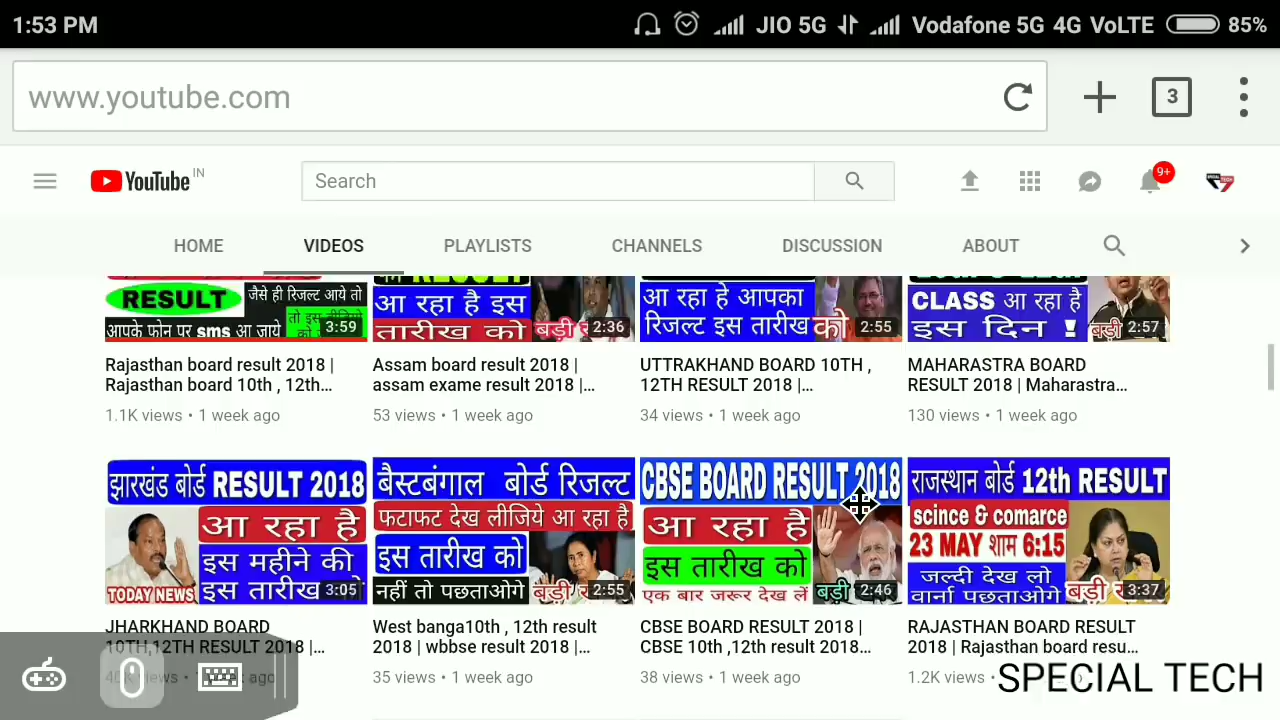 1:53 PM
JIO 5G
Vodafone 5G 4G VoLTE
85%
www.youtube.com
3
YouTube IN
Search
9+
HOME
VIDEOS
PLAYLISTS
CHANNELS
DISCUSSION
ABOUT
RESULT
जैसे ही रिजल्ट आये तो
आपके फोन पर sms आ जाये
3:59
आ रहा है इस
तारीख को
2:36
आ रहा हे आपका
रिजल्ट इस तारीख को
2:55
CLASS आ रहा है
इस दिन !
बड़ी
2:57
Rajasthan board result 2018 |
Rajasthan board 10th , 12th...
1.1K views • 1 week ago
Assam board result 2018 |
assam exame result 2018 |...
53 views • 1 week ago
UTTRAKHAND BOARD 10TH ,
12TH RESULT 2018 |...
34 views • 1 week ago
MAHARASTRA BOARD
RESULT 2018 | Maharastra...
130 views • 1 week ago
झारखंड बोर्ड RESULT 2018
आ रहा है
इस महीने की
इस तारीख
TODAY NEWS
3:05
बैस्टबंगाल बोर्ड रिजल्ट
फटाफट देख लीजिये आ रहा है
इस तारीख को
नहीं तो पछताओगे
बड़ी
2:55
CBSE BOARD RESULT 2018
आ रहा है
इस तारीख को
एक बार जरूर देख लें
बड़ी
2:46
राजस्थान बोर्ड 12th RESULT
scince & comarce
23 MAY शाम 6:15
जल्दी देख लो
वार्ना पछताओगे
बड़ी
3:37
JHARKHAND BOARD
10TH,12TH RESULT 2018 |...
ago
West banga10th , 12th result
2018 | wbbse result 2018 |...
35 views • 1 week ago
CBSE BOARD RESULT 2018 |
CBSE 10th ,12th result 2018...
38 views • 1 week ago
RAJASTHAN BOARD RESULT
2018 | Rajasthan board resu...
1.2K views •
SPECIAL TECH